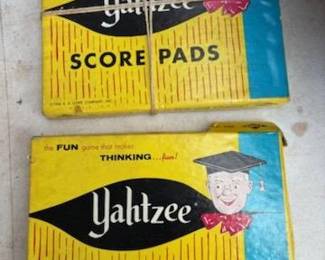 Yahtzee
SCORE PADS
the FUN game that makes
THINKING...fun!
Yahtzee